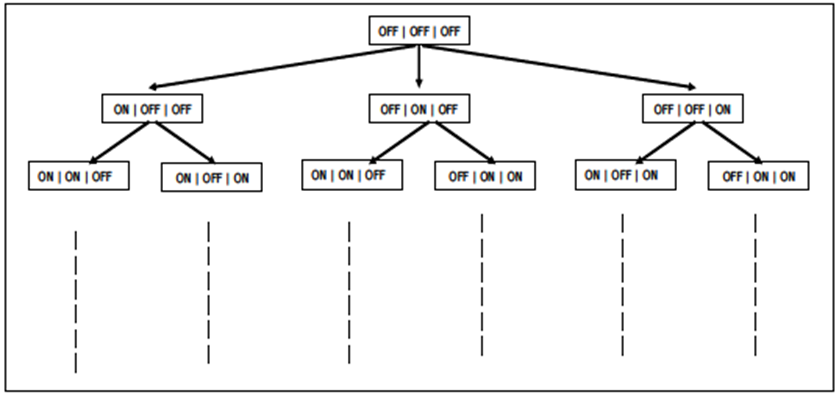 OFF | OFF | OFF
ON | OFF | OFF
OFF | ON | OFF
OFF | OFF | ON
ON | ON | OFF
ON | OFF | ON
ON | ON | OFF
OFF | ON | ON
ON | OFF | ON
OFF | ON | ON